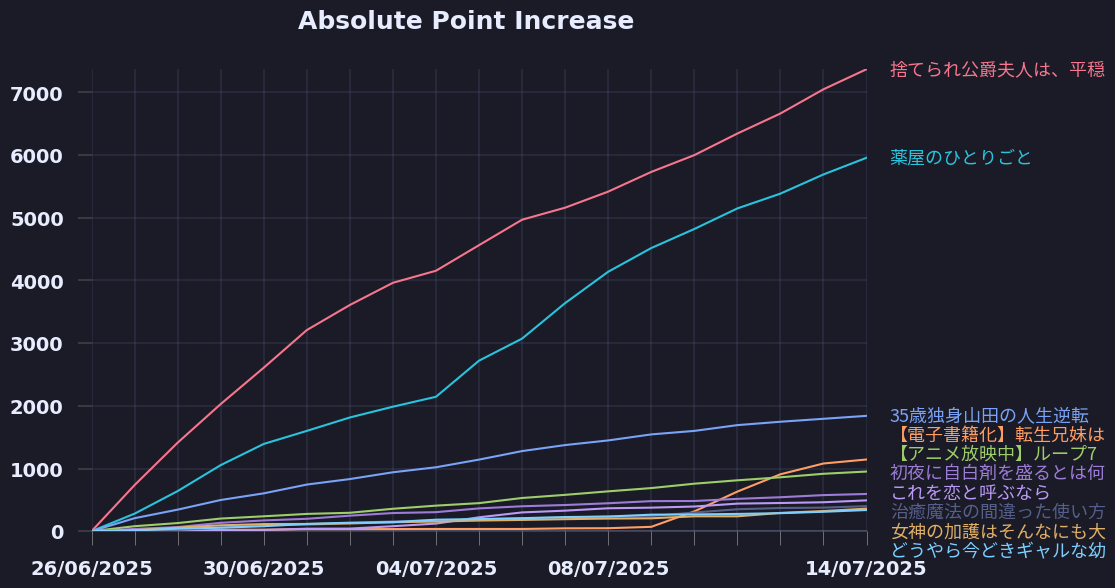 Absolute Point Increase
7000
6000
5000
4000
3000
2000
1000
0
26/06/2025
30/06/2025
04/07/2025
08/07/2025
14/07/2025
捨てられ公爵夫人は、平穏
薬屋のひとりごと
35歳独身山田の人生逆転
【電子書籍化】転生兄妹は
【アニメ放映中】ループ7
初夜に自白剤を盛るとは何
これを恋と呼ぶなら
治癒魔法の間違った使い方
女神の加護はそんなにも大
どうやら今どきギャルな幼